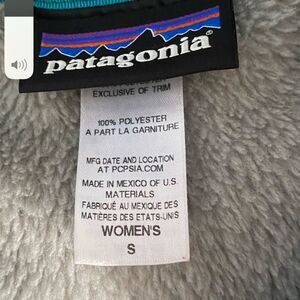 patagonia®
EXCLUSIVE OF TRIM
100% POLYESTER
A PART LA GARNITURE
MFG DATE AND LOCATION
AT PCPSIA.COM
MADE IN MEXICO OF U.S.
MATERIALS
FABRIQUÉ AU MEXIQUE DES
MATIÈRES DES ETATS-UNIS
WOMEN'S
S